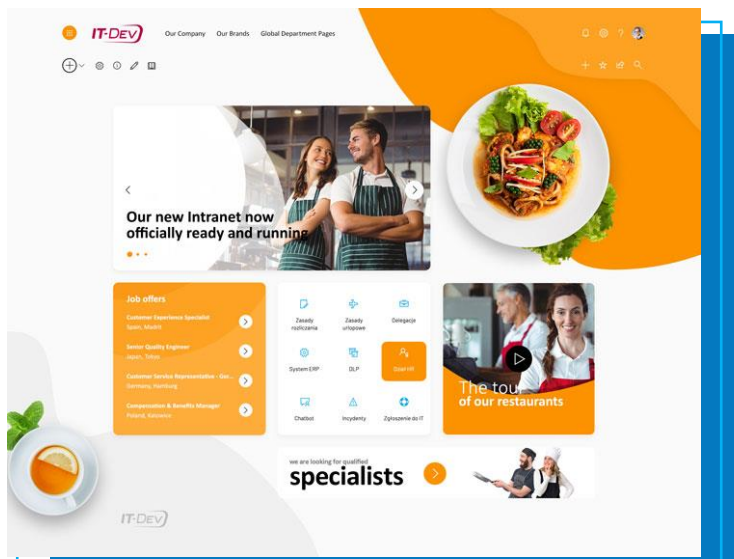 IT-DEV
Our Company Our Brands Global Department Pages
Our new Intranet now
officially ready and running
Job offers
Customer Experience Specialist
Spain, Madrid
Senior Quality Engineer
Japan, Tokyo
Customer Service Representative - Ger...
Germany, Hamburg
Compensation & Benefits Manager
Poland, Katowice
Zasady
rozliczania
Zasady
urlopowe
Delegacje
System ERP
DLP
Dział HR
Chatbot
Incydenty
Zgłoszenie do IT
The tour
of our restaurants
we are looking for qualified
specialists
IT-DEV